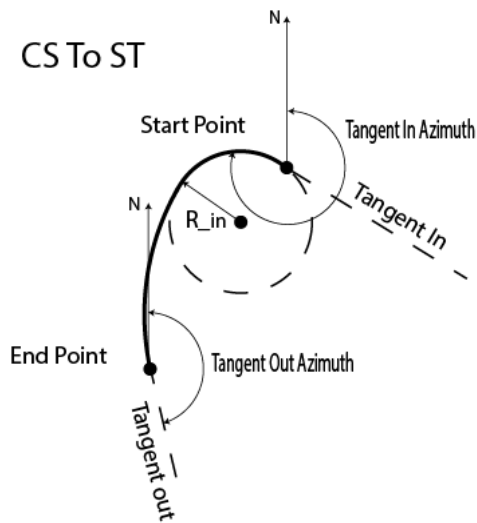 N
CS To ST
Start Point
Tangent In Azimuth
Tangent In
N
R_in
End Point
Tangent Out Azimuth
Tangent out